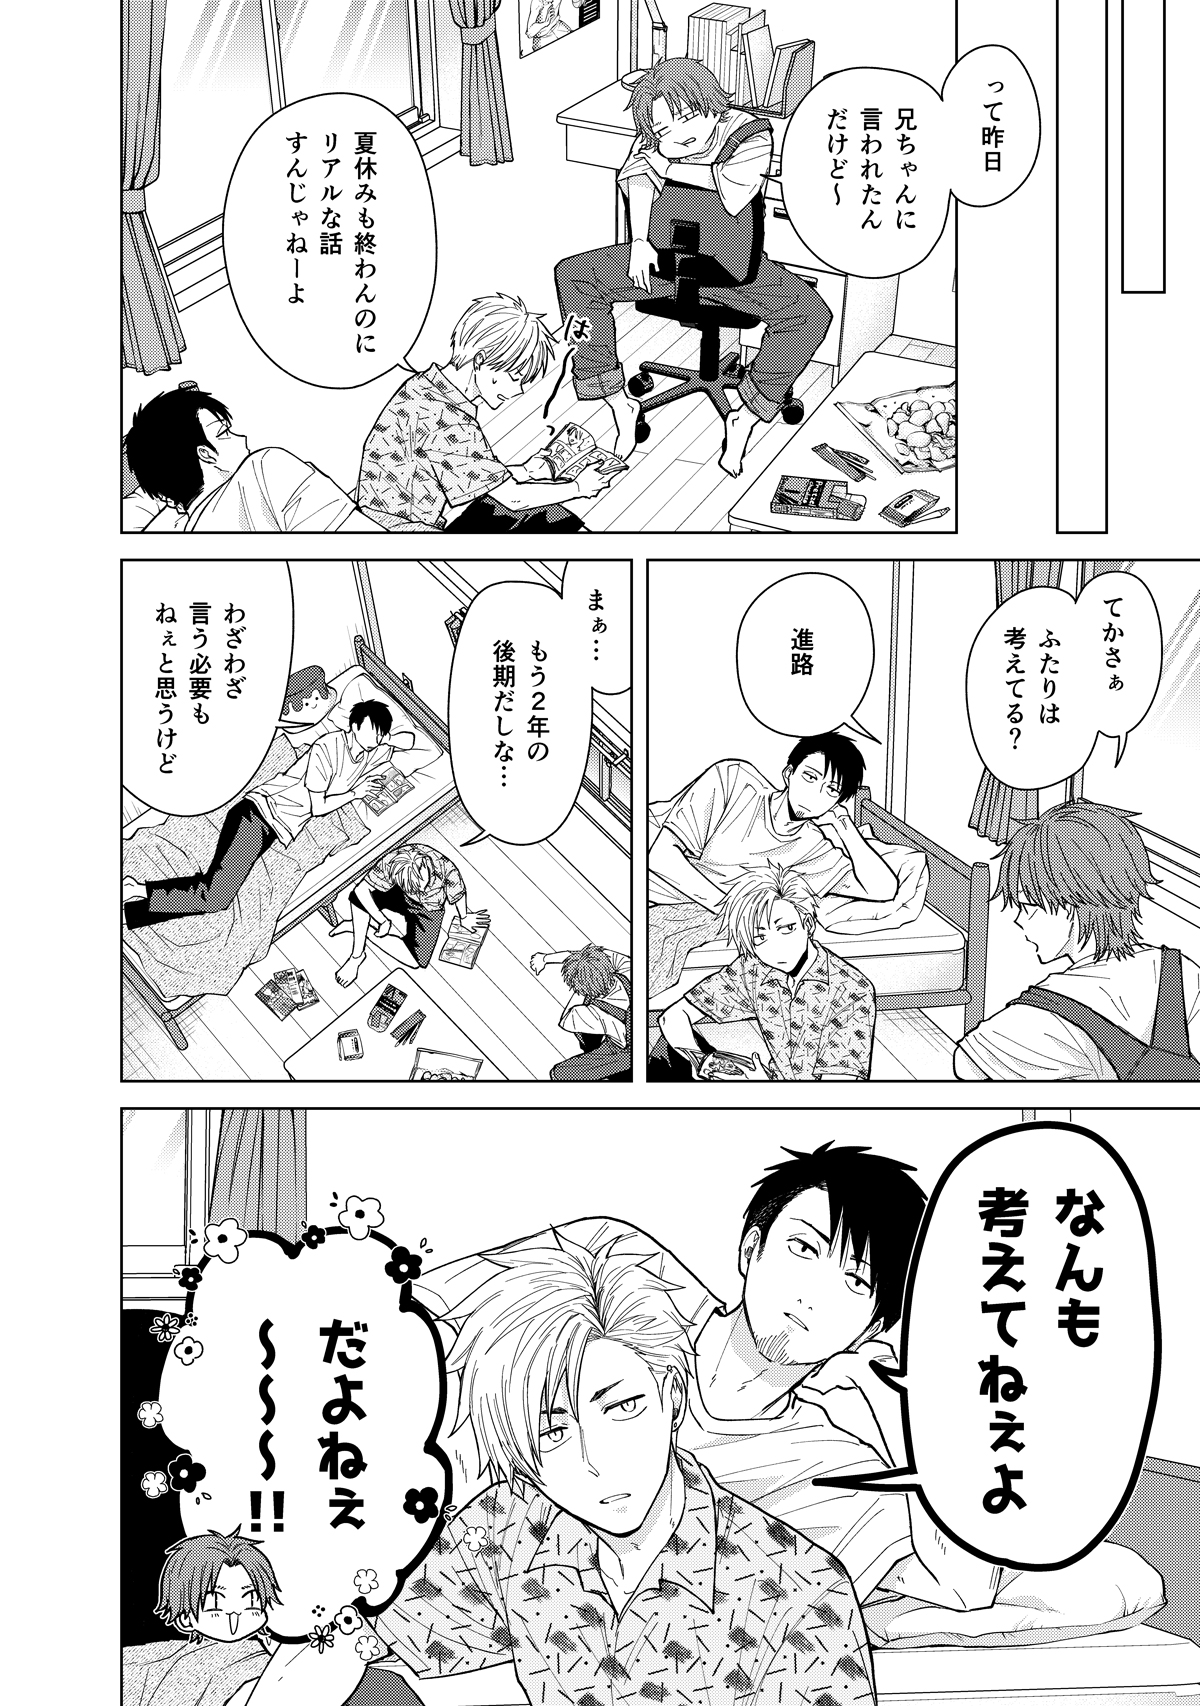 って昨日
兄ちゃんに
言われたん
だけど～
夏休みも終わんのに
リアルな話
すんじゃねーよ
は
てかさぁ
ふたりは
考えてる？
進路
まぁ…
もう２年の
後期だしな…
わざわざ
言う必要も
ねぇと思うけど
なんも
考えてねぇよ
だよねぇ
～～～!!